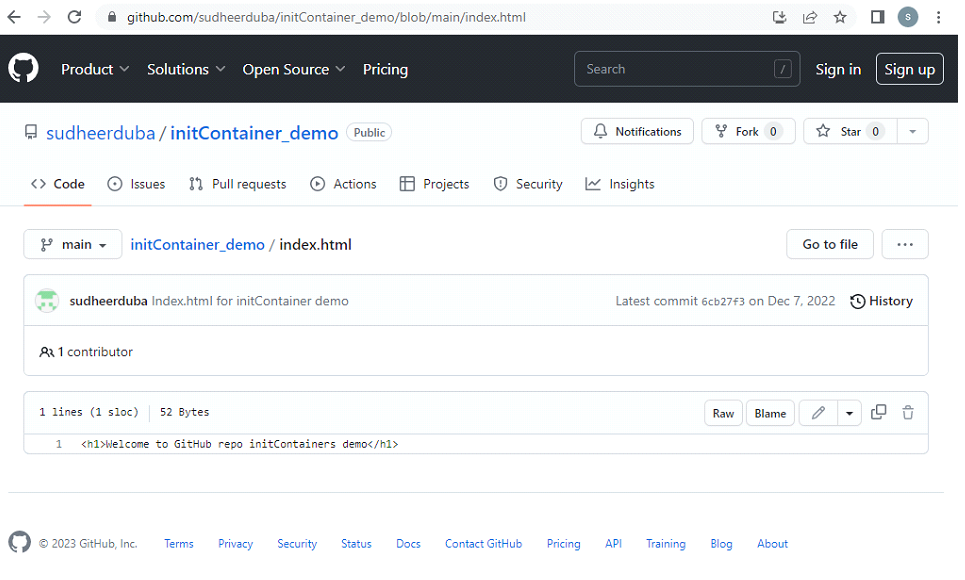 github.com/sudheerduba/initContainer_demo/blob/main/index.html
S
Product Solutions Open Source Pricing Search / Sign in Sign up
sudheerduba / initContainer_demo Public Notifications Fork 0 Star 0
Code Issues Pull requests Actions Projects Security Insights
main initContainer_demo / index.html Go to file ...
sudheerduba Index.html for initContainer demo Latest commit 6cb27f3 on Dec 7, 2022 History
1 contributor
1 lines (1 sloc) 52 Bytes Raw Blame
1 <h1>Welcome to GitHub repo initContainers demo</h1>
© 2023 GitHub, Inc. Terms Privacy Security Status Docs Contact GitHub Pricing API Training Blog About